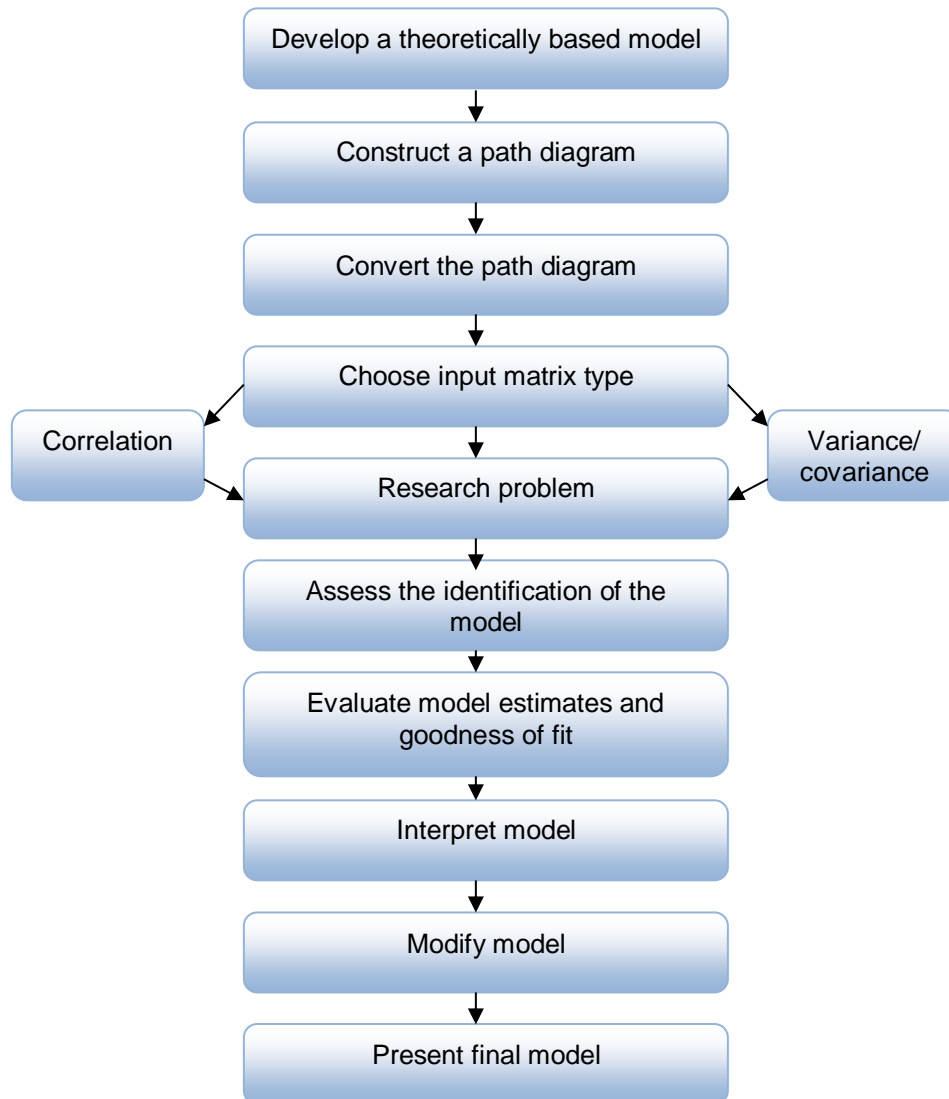 Develop a theoretically based model
Construct a path diagram
Convert the path diagram
Choose input matrix type
Correlation
Variance/
covariance
Research problem
Assess the identification of the
model
Evaluate model estimates and
goodness of fit
Interpret model
Modify model
Present final model